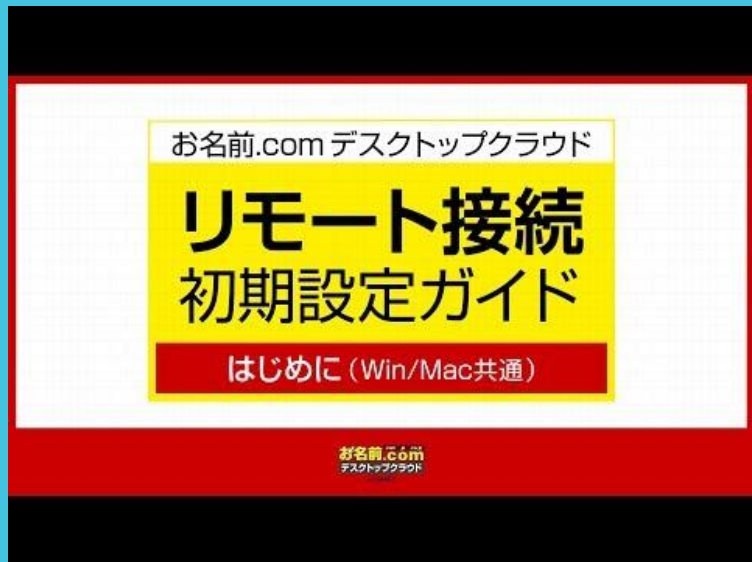 お名前.com デスクトップクラウド
リモート接続
初期設定ガイド
はじめに（Win/Mac共通）
お名前.com
デスクトップクラウド